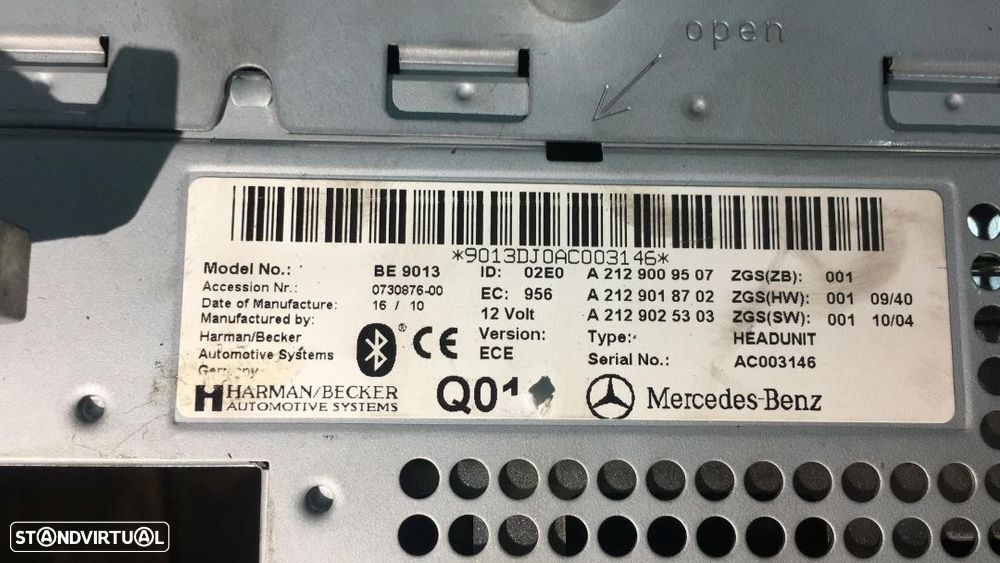 open
*9013DJ0AC003146*
Model No.: BE 9013 ID: 02E0 A 212 900 95 07 ZGS(ZB): 001
Accession Nr.: 0730876-00 EC: 956 A 212 901 87 02 ZGS(HW): 001 09/40
Date of Manufacture: 16 / 10 12 Volt A 212 902 53 03 ZGS(SW): 001 10/04
Manufactured by: Version: Type: HEADUNIT
Harman/Becker ECE Serial No.: AC003146
Automotive Systems
Germany
® CE
HARMAN/BECKER
AUTOMOTIVE SYSTEMS
Q01
Mercedes-Benz
STANDVIRTUAL